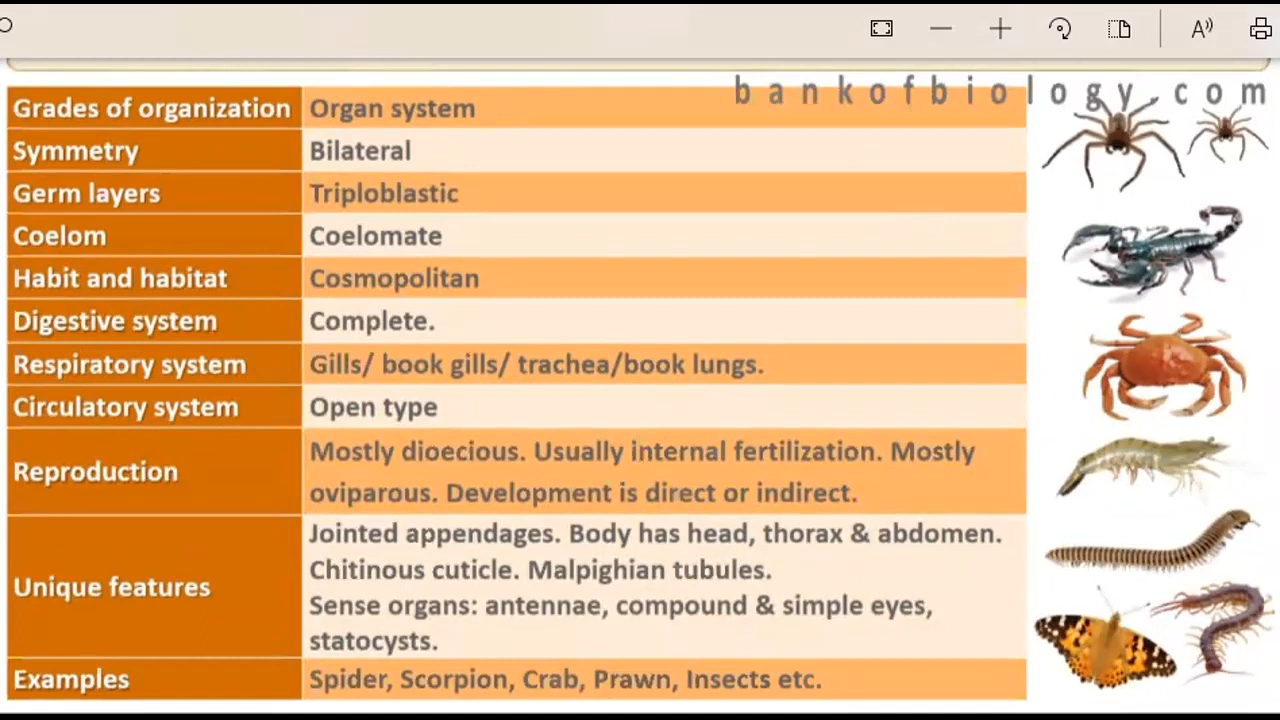 bankofbiology.com
Grades of organization Organ system
Symmetry Bilateral
Germ layers Triploblastic
Coelom Coelomate
Habit and habitat Cosmopolitan
Digestive system Complete.
Respiratory system Gills/ book gills/ trachea/book lungs.
Circulatory system Open type
Reproduction Mostly dioecious. Usually internal fertilization. Mostly
oviparous. Development is direct or indirect.
Unique features Jointed appendages. Body has head, thorax & abdomen.
Chitinous cuticle. Malpighian tubules.
Sense organs: antennae, compound & simple eyes,
statocysts.
Examples Spider, Scorpion, Crab, Prawn, Insects etc.